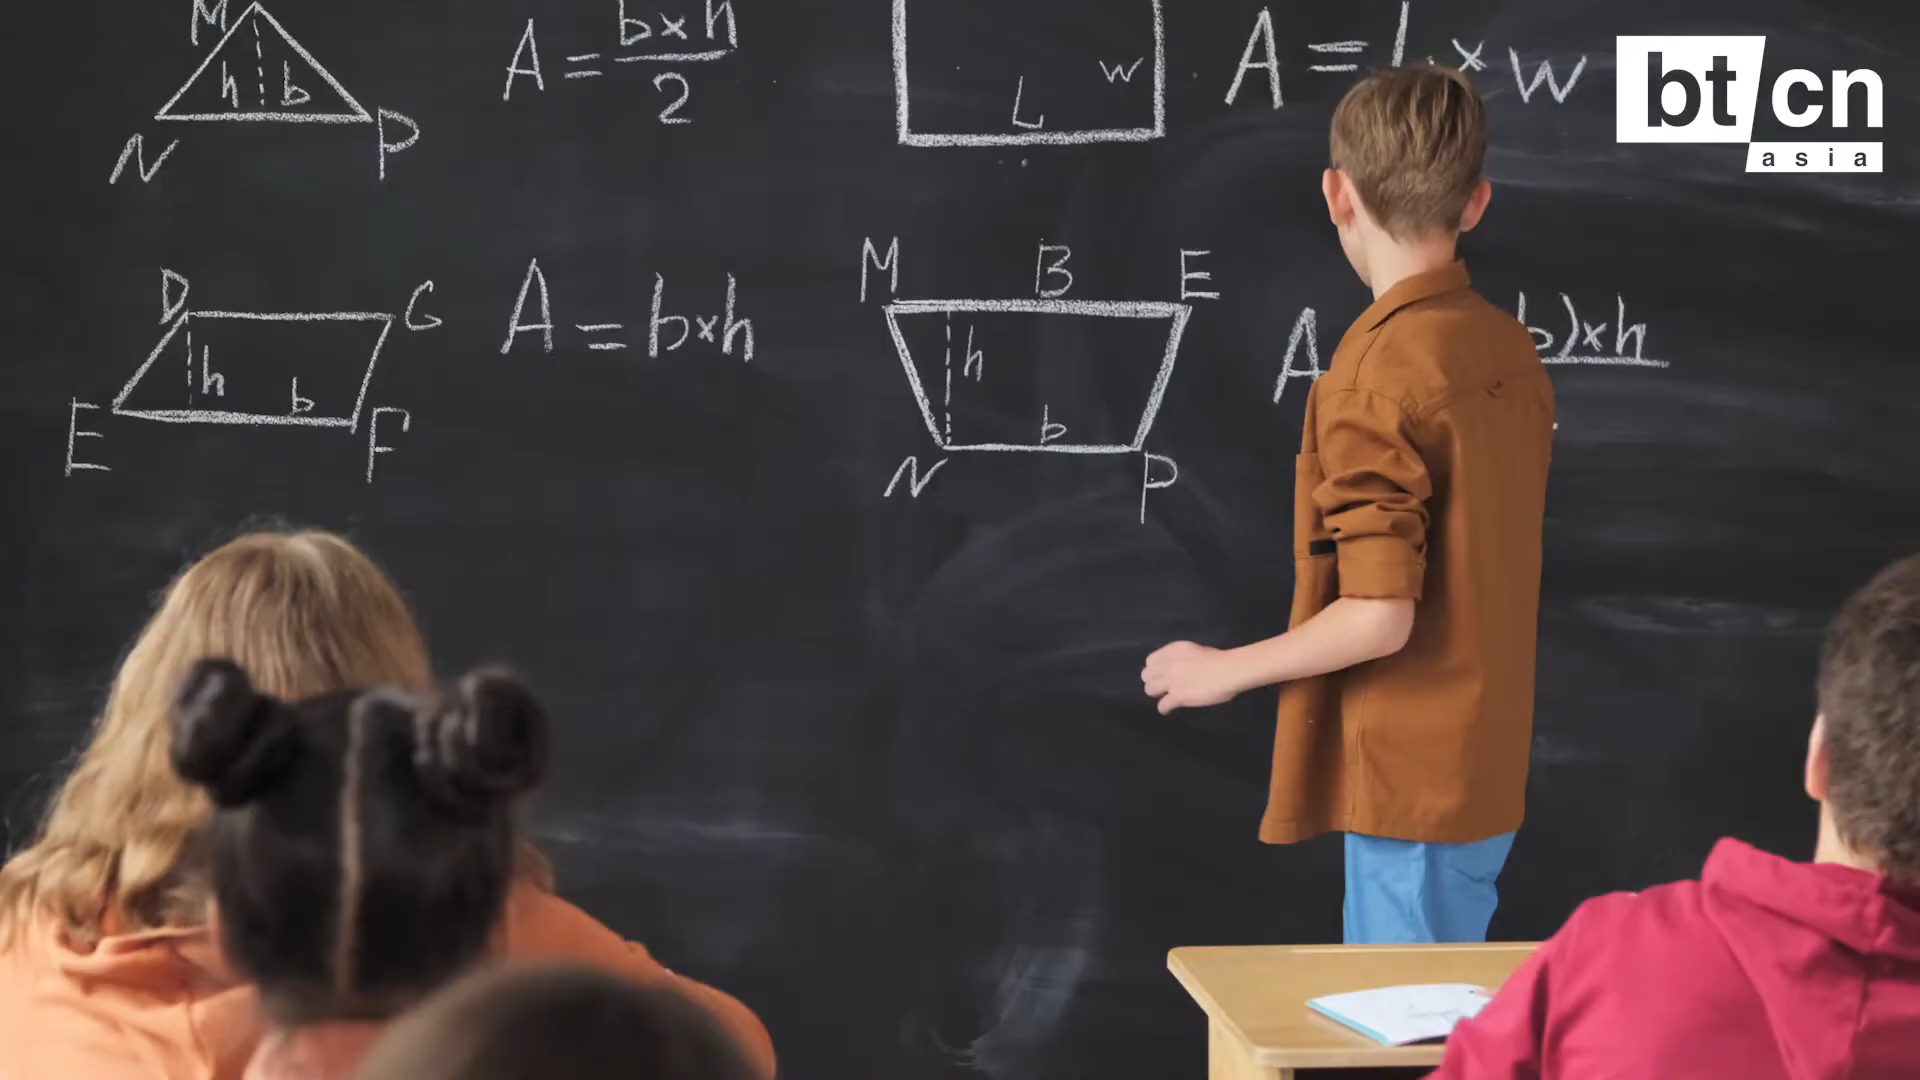 M
h b
N P
A = b×h
2
L w
A = l × w
D G
h b
E F
A = b×h
M B E
h
b
N P
A b)×h
bt/cn
asia